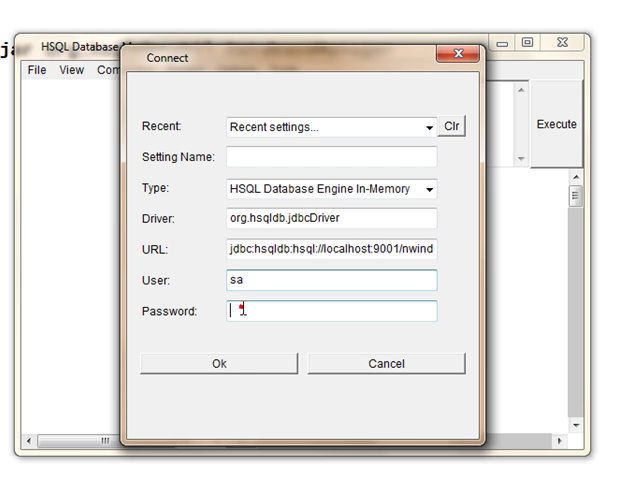 HSQL Database
Connect
File View Com
Recent: Recent settings... Clr
Execute
Setting Name:
Type: HSQL Database Engine In-Memory
Driver: org.hsqldb.jdbcDriver
URL: jdbc:hsqldb:hsql://localhost:9001/nwind
User: sa
Password:
Ok Cancel